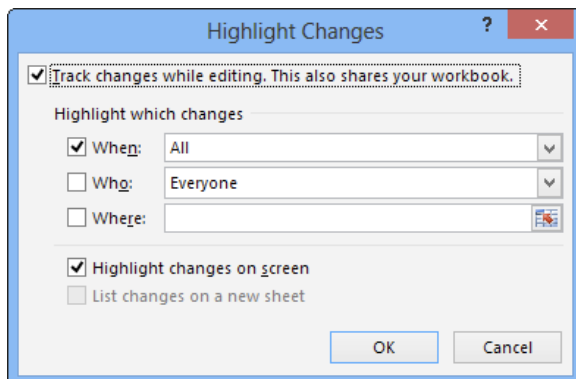 Highlight Changes
Track changes while editing. This also shares your workbook.
Highlight which changes
When: All
Who: Everyone
Where:
Highlight changes on screen
List changes on a new sheet
OK Cancel